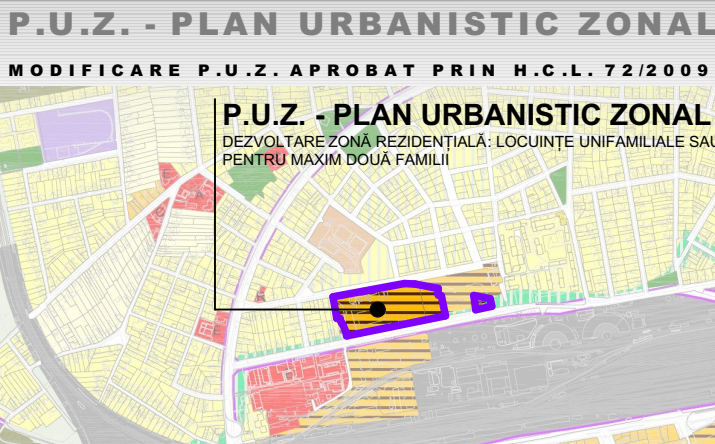 P.U.Z. - PLAN URBANISTIC ZONAL
MODIFICARE P.U.Z. APROBAT PRIN H.C.L. 72/2009
P.U.Z. - PLAN URBANISTIC ZONAL
DEZVOLTARE ZONĂ REZIDENȚIALĂ: LOCUINȚE UNIFAMILIALE SAU
PENTRU MAXIM DOUĂ FAMILII